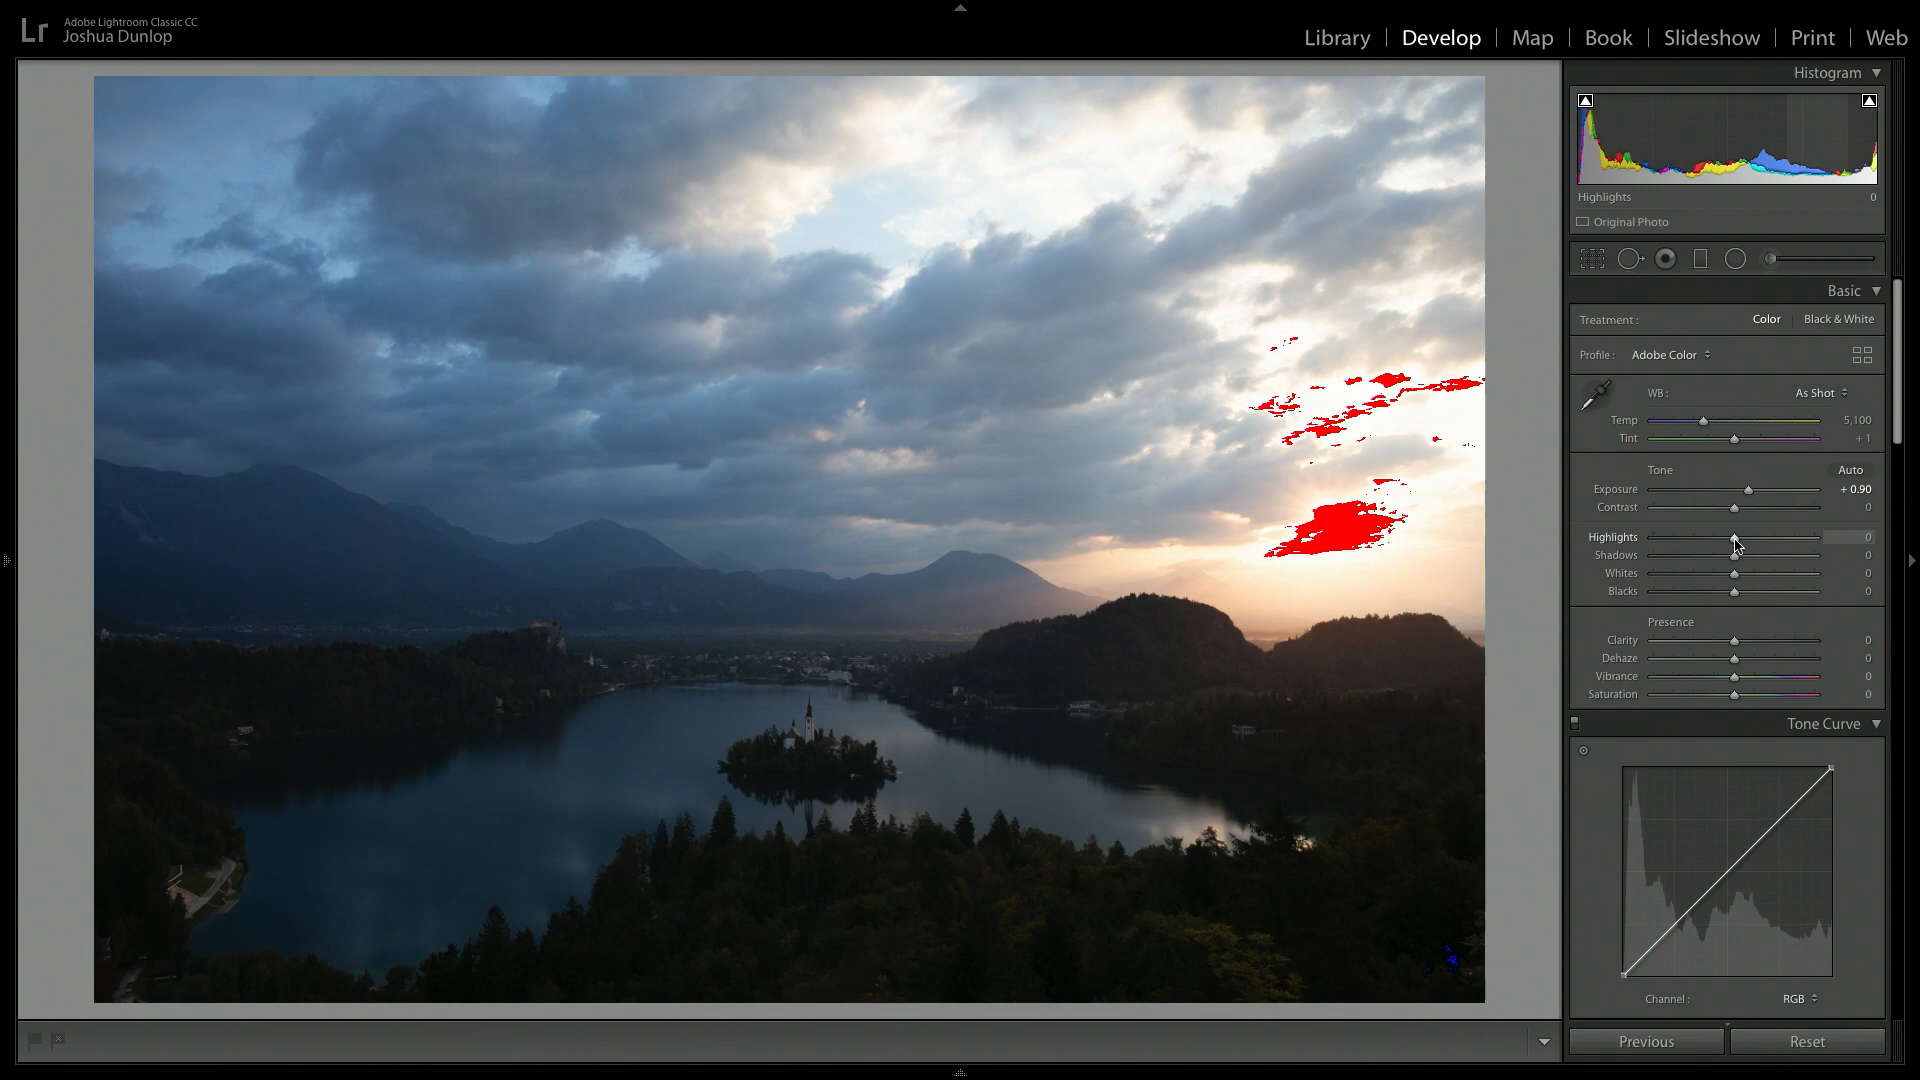 Lr
Adobe Lightroom Classic CC
Joshua Dunlop
Library | Develop | Map | Book | Slideshow | Print | Web
Histogram
Highlights 0
Original Photo
Basic
Treatment : Color | Black & White
Profile : Adobe Color
WB : As Shot
Temp 5,100
Tint + 1
Tone Auto
Exposure + 0.90
Contrast 0
Highlights 0
Shadows 0
Whites 0
Blacks 0
Presence
Clarity 0
Dehaze 0
Vibrance 0
Saturation 0
Tone Curve
Channel : RGB
Previous Reset